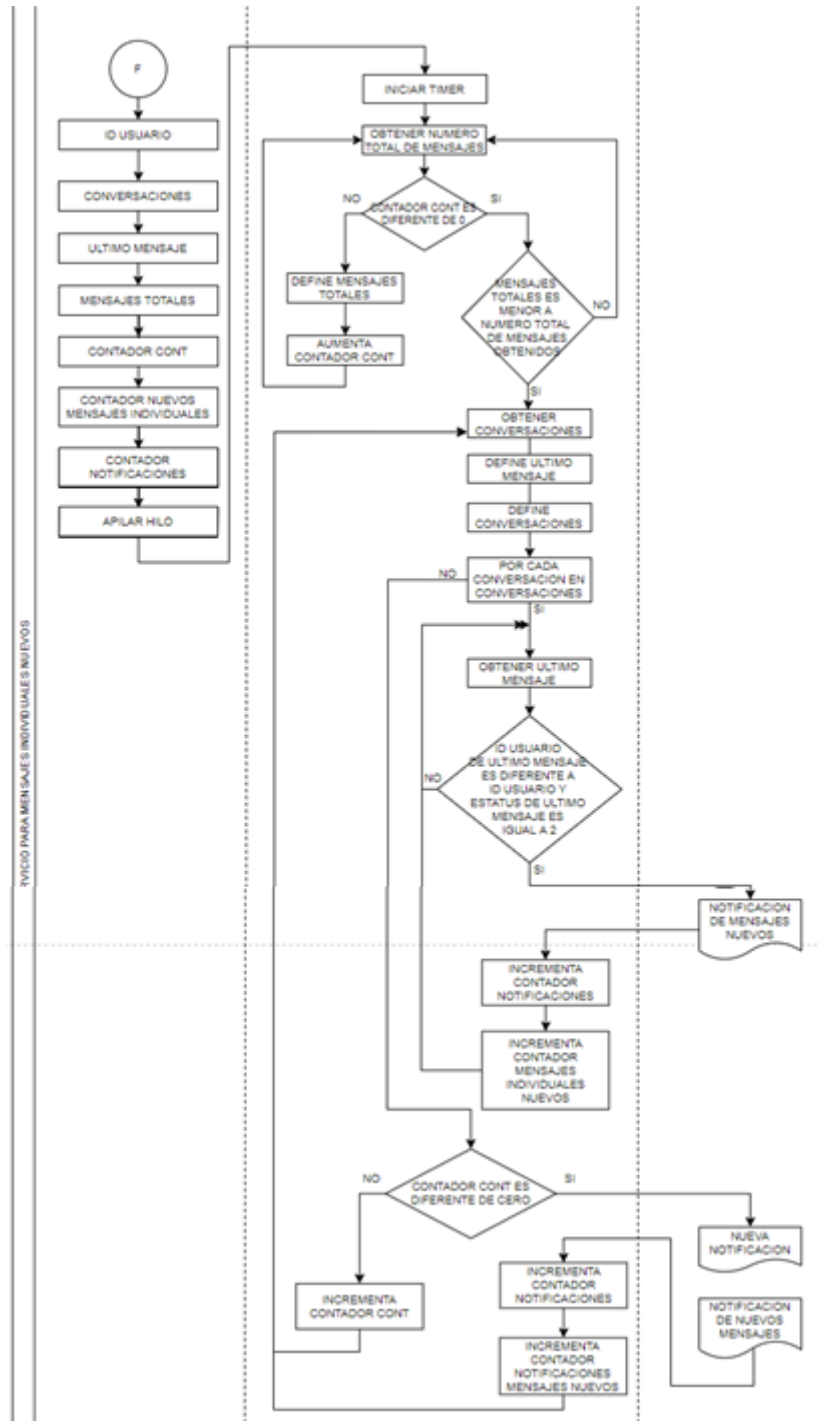 F
ID USUARIO
CONVERSACIONES
ULTIMO MENSAJE
MENSAJES TOTALES
CONTADOR CONT
CONTADOR NUEVOS
MENSAJES INDIVIDUALES
CONTADOR
NOTIFICACIONES
APILAR HILO
RVICIO PARA MENSAJES INDIVIDUALES NUEVOS
INICIAR TIMER
OBTENER NUMERO
TOTAL DE MENSAJES
NO
CONTADOR CONT ES
DIFERENTE DE 0
SI
DEFINE MENSAJES
TOTALES
AUMENTA
CONTADOR CONT
MENSAJES
TOTALES ES
MENOR A
NUMERO TOTAL
DE MENSAJES
OBTENIDOS
NO
SI
OBTENER
CONVERSACIONES
DEFINE ULTIMO
MENSAJE
DEFINE
CONVERSACIONES
POR CADA
CONVERSACION EN
CONVERSACIONES
NO
SI
OBTENER ULTIMO
MENSAJE
ID USUARIO
DE ULTIMO MENSAJE
ES DIFERENTE A
ID USUARIO Y
ESTATUS DE ULTIMO
MENSAJE ES
IGUAL A 2
NO
SI
NOTIFICACION
DE MENSAJES
NUEVOS
INCREMENTA
CONTADOR
NOTIFICACIONES
INCREMENTA
CONTADOR
MENSAJES
INDIVIDUALES
NUEVOS
NO
CONTADOR CONT ES
DIFERENTE DE CERO
SI
INCREMENTA
CONTADOR CONT
NUEVA
NOTIFICACION
NOTIFICACION
DE NUEVOS
MENSAJES
INCREMENTA
CONTADOR
NOTIFICACIONES
INCREMENTA
CONTADOR
NOTIFICACIONES
MENSAJES NUEVOS